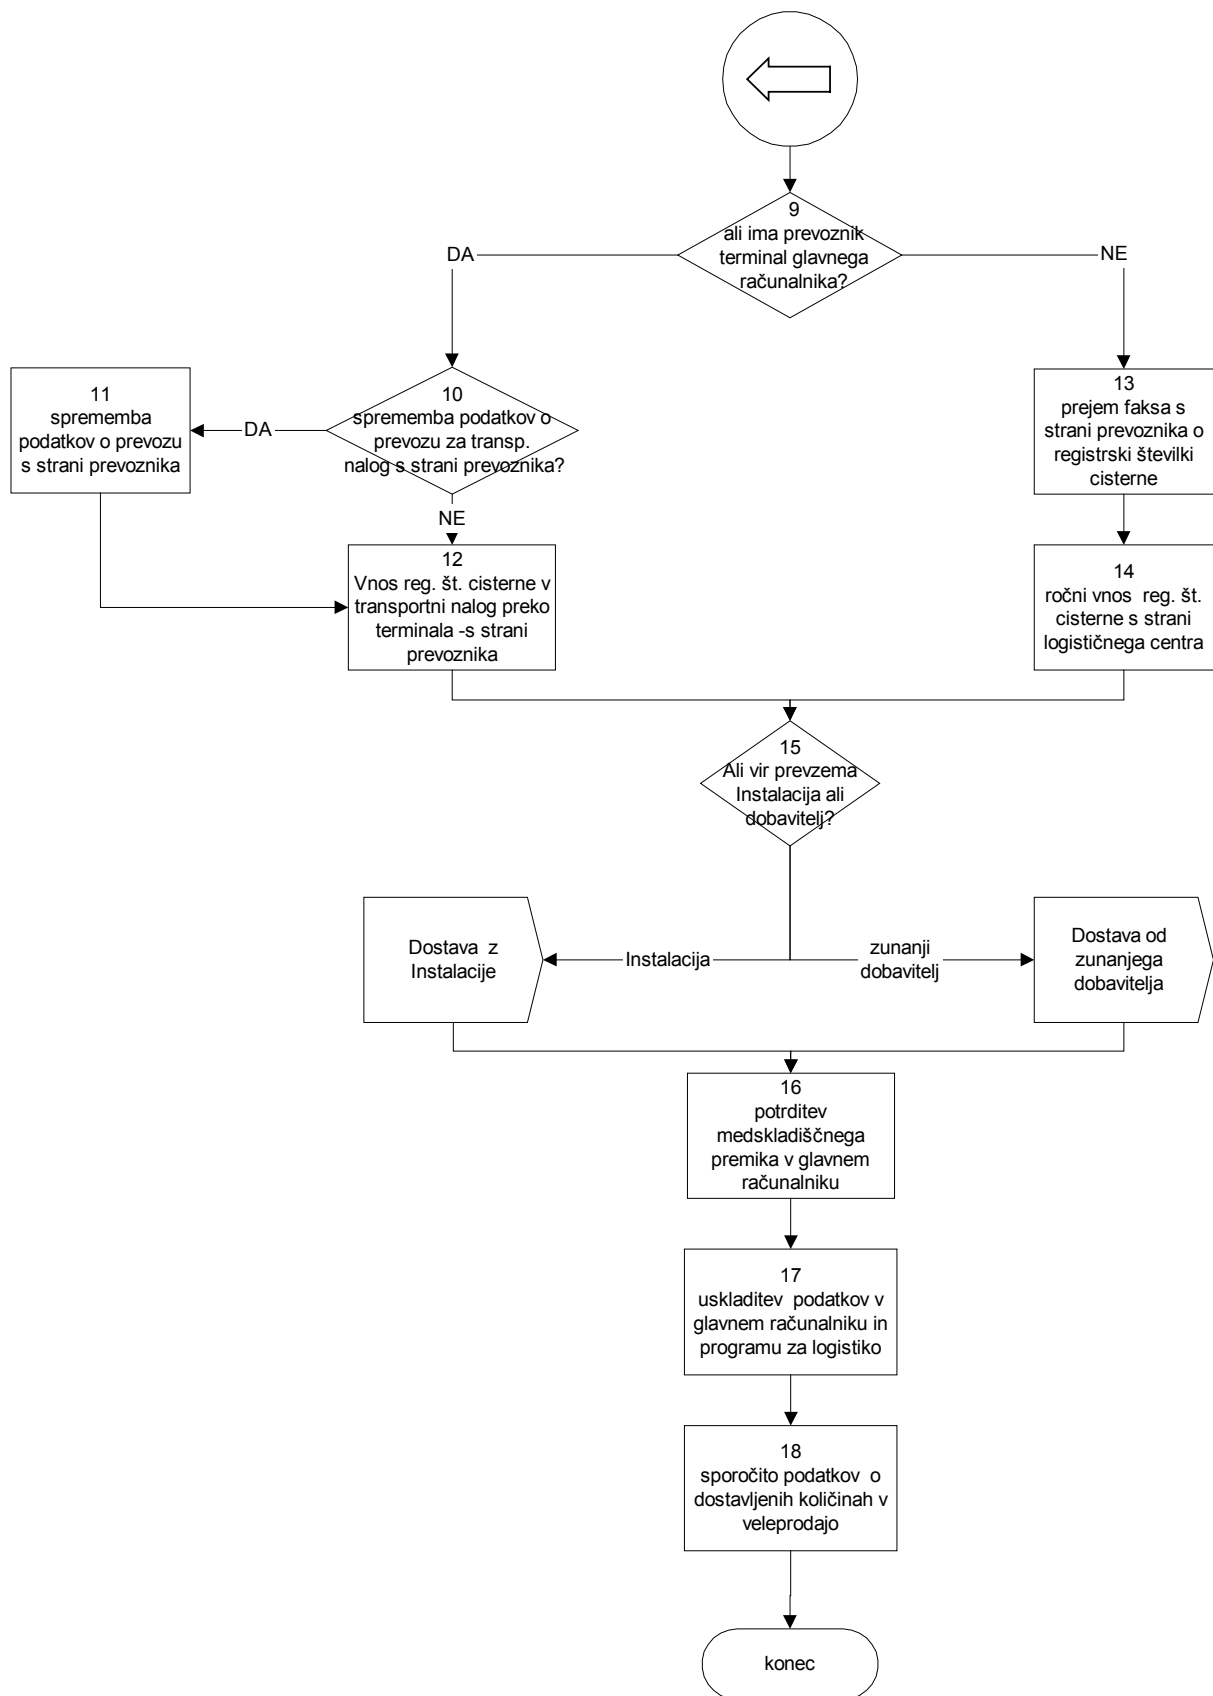 9
ali ima prevoznik
terminal glavnega
računalnika?
DA
NE
10
sprememba podatkov o
prevozu za transp.
nalog s strani prevoznika?
DA
NE
11
sprememba
podatkov o prevozu
s strani prevoznika
13
prejem faksa s
strani prevoznika o
registrski številki
cisterne
12
Vnos reg. št. cisterne v
transportni nalog preko
terminala -s strani
prevoznika
14
ročni vnos reg. št.
cisterne s strani
logističnega centra
15
Ali vir prevzema
Instalacija ali
dobavitelj?
Dostava z
Instalacije
Instalacija
zunanji
dobavitelj
Dostava od
zunanjega
dobavitelja
16
potrditev
medskladiščnega
premika v glavnem
računalniku
17
uskladitev podatkov v
glavnem računalniku in
programu za logistiko
18
sporočito podatkov o
dostavljenih količinah v
veleprodajo
konec